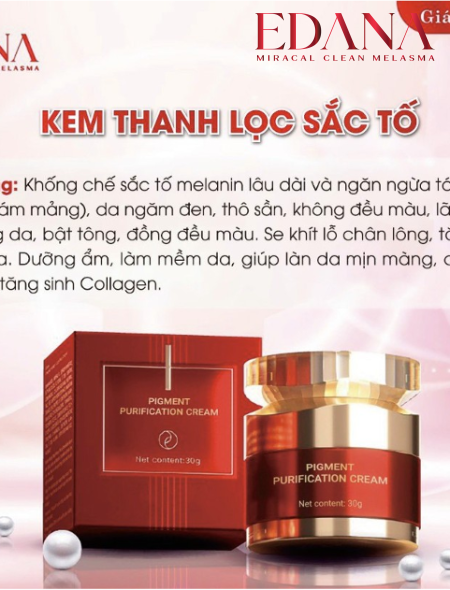 Giá
EDANA
MIRACAL CLEAN MELASMA
NA
MELASMA
KEM THANH LỌC SẮC TỐ
g: Khống chế sắc tố melanin lâu dài và ngăn ngừa tá
ám mảng), da ngăm đen, thô sần, không đều màu, lã
g da, bật tông, đồng đều màu. Se khít lỗ chân lông, tă
a. Dưỡng ẩm, làm mềm da, giúp làn da mịn màng,
tăng sinh Collagen.
PIGMENT
PURIFICATION CREAM
Net content:30g
PIGMENT
PURIFICATION CREAM
Net content: 30g